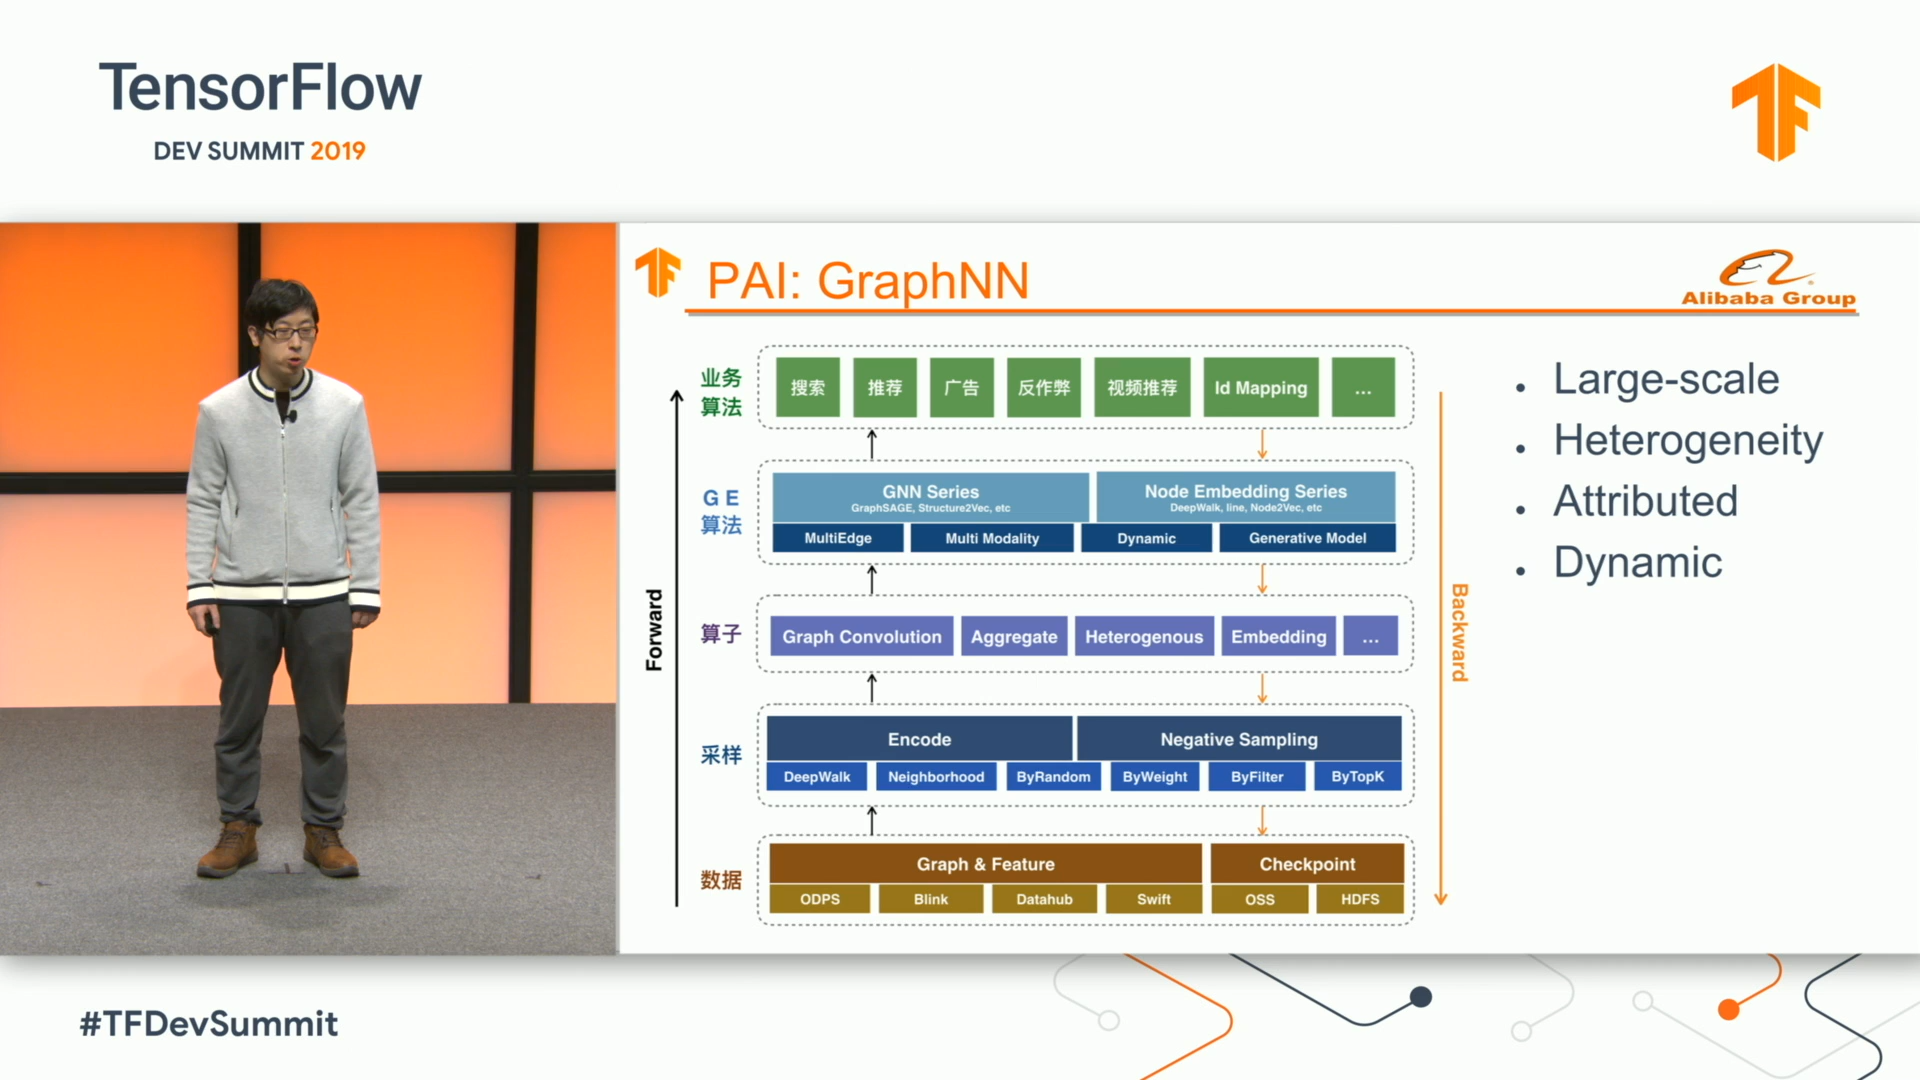 TensorFlow
DEV SUMMIT 2019
TF
PAI: GraphNN
Alibaba Group
业务
算法
搜索
推荐
广告
反作弊
视频推荐
Id Mapping
...
G E
算法
GNN Series
GraphSAGE, Structure2Vec, etc
Node Embedding Series
DeepWalk, line, Node2Vec, etc
MultiEdge
Multi Modality
Dynamic
Generative Model
算子
Graph Convolution
Aggregate
Heterogenous
Embedding
...
采样
Encode
Negative Sampling
DeepWalk
Neighborhood
ByRandom
ByWeight
ByFilter
ByTopK
数据
Graph & Feature
Checkpoint
ODPS
Blink
Datahub
Swift
OSS
HDFS
Forward
Backward
• Large-scale
• Heterogeneity
• Attributed
• Dynamic
#TFDevSummit